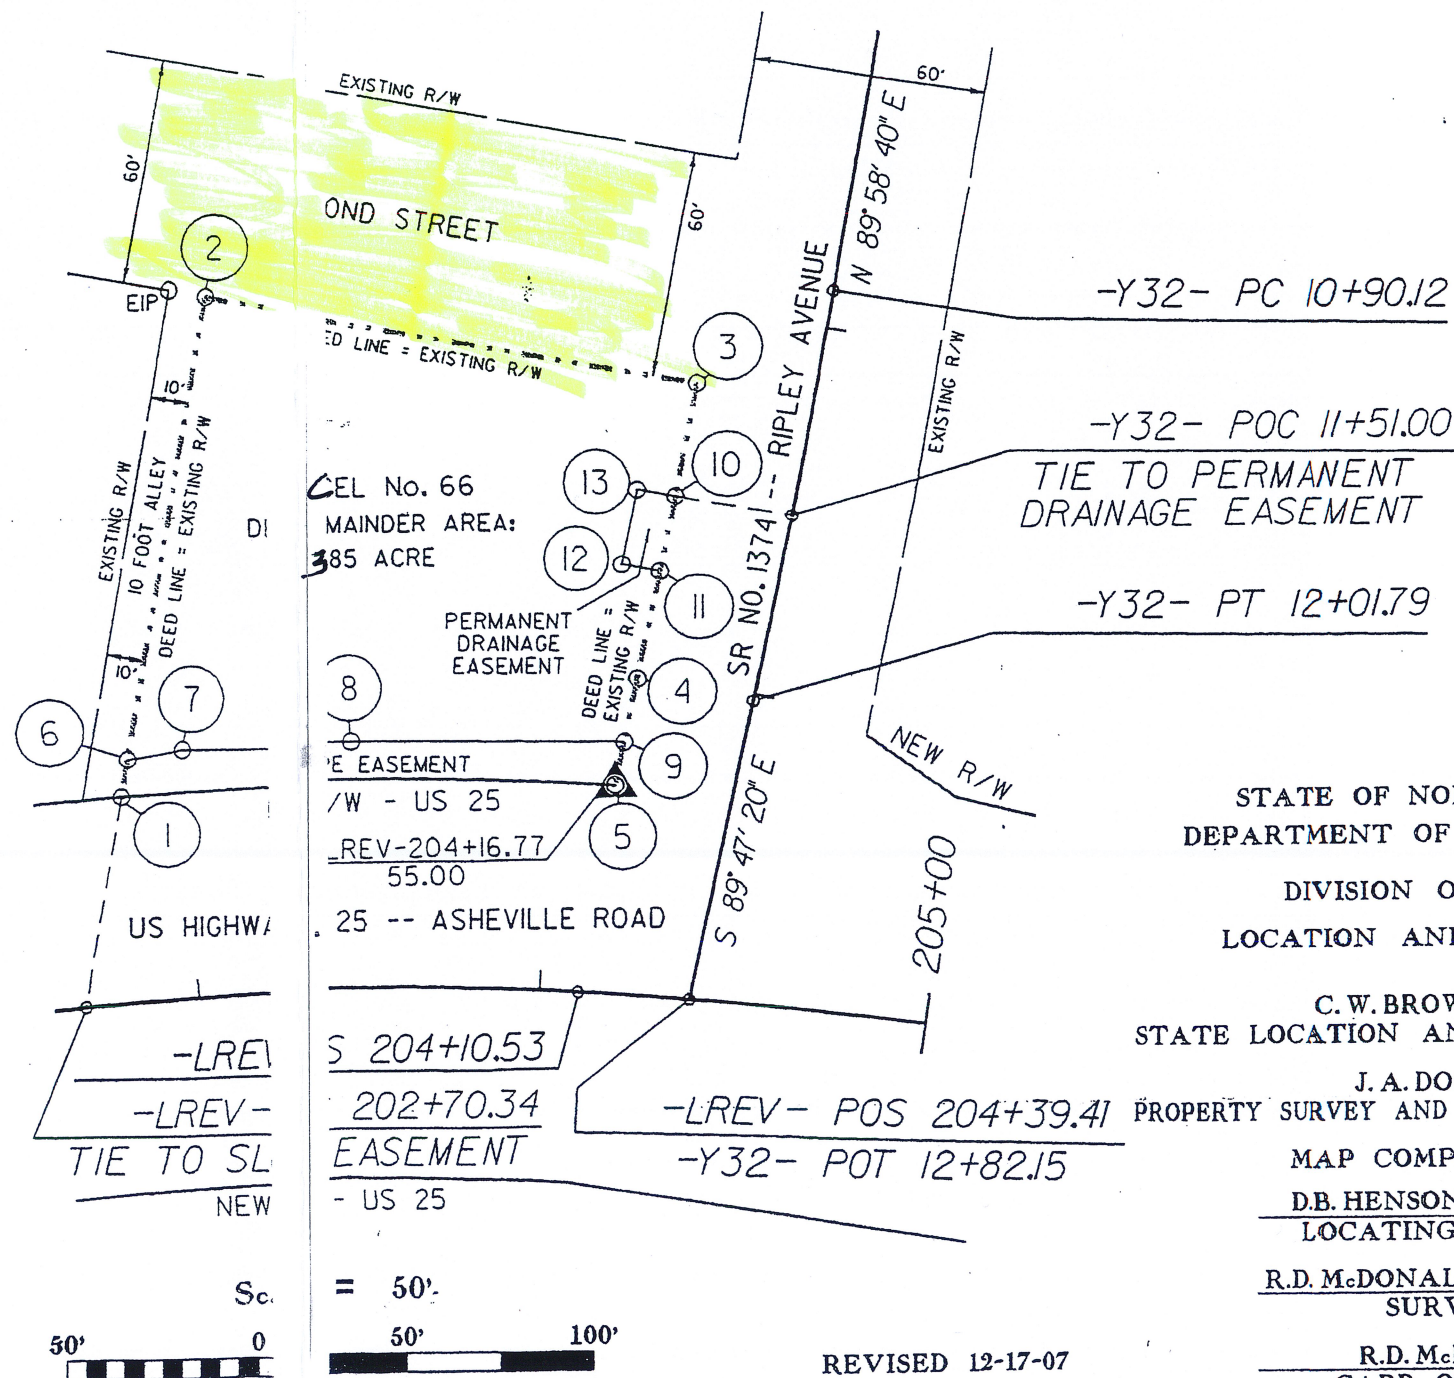 EXISTING R/W
60'
60'
60'
OND STREET
2
EIP
ED LINE = EXISTING R/W
3
10'
EXISTING R/W
10 FOOT ALLEY
DEED LINE = EXISTING R/W
10'
CEL No. 66
MAINDER AREA:
385 ACRE
13
10
12
11
PERMANENT
DRAINAGE
EASEMENT
DEED LINE =
EXISTING R/W
4
SR NO. 1374 -- RIPLEY AVENUE
N 89°58'40" E
EXISTING R/W
-Y32- PC 10+90.12
-Y32- POC 11+51.00
TIE TO PERMANENT
DRAINAGE EASEMENT
-Y32- PT 12+01.79
NEW R/W
6
7
8
9
E EASEMENT
/W - US 25
1
5
REV-204+16.77
55.00
US HIGHWA
. 25 -- ASHEVILLE ROAD
S 89°47'20" E
205+00
-LREV
S 204+10.53
-LREV-
202+70.34
TIE TO SL
EASEMENT
NEW
- US 25
-LREV- POS 204+39.41
-Y32- POT 12+82.15
STATE OF NO
DEPARTMENT OF
DIVISION O
LOCATION AN
C. W. BROW
STATE LOCATION AN
J. A. DO
PROPERTY SURVEY AND
MAP COMP
D.B. HENSON
LOCATING
R.D. McDONAL
SURV
R.D. McD
Sc.
= 50'
50' 0 50' 100'
REVISED 12-17-07